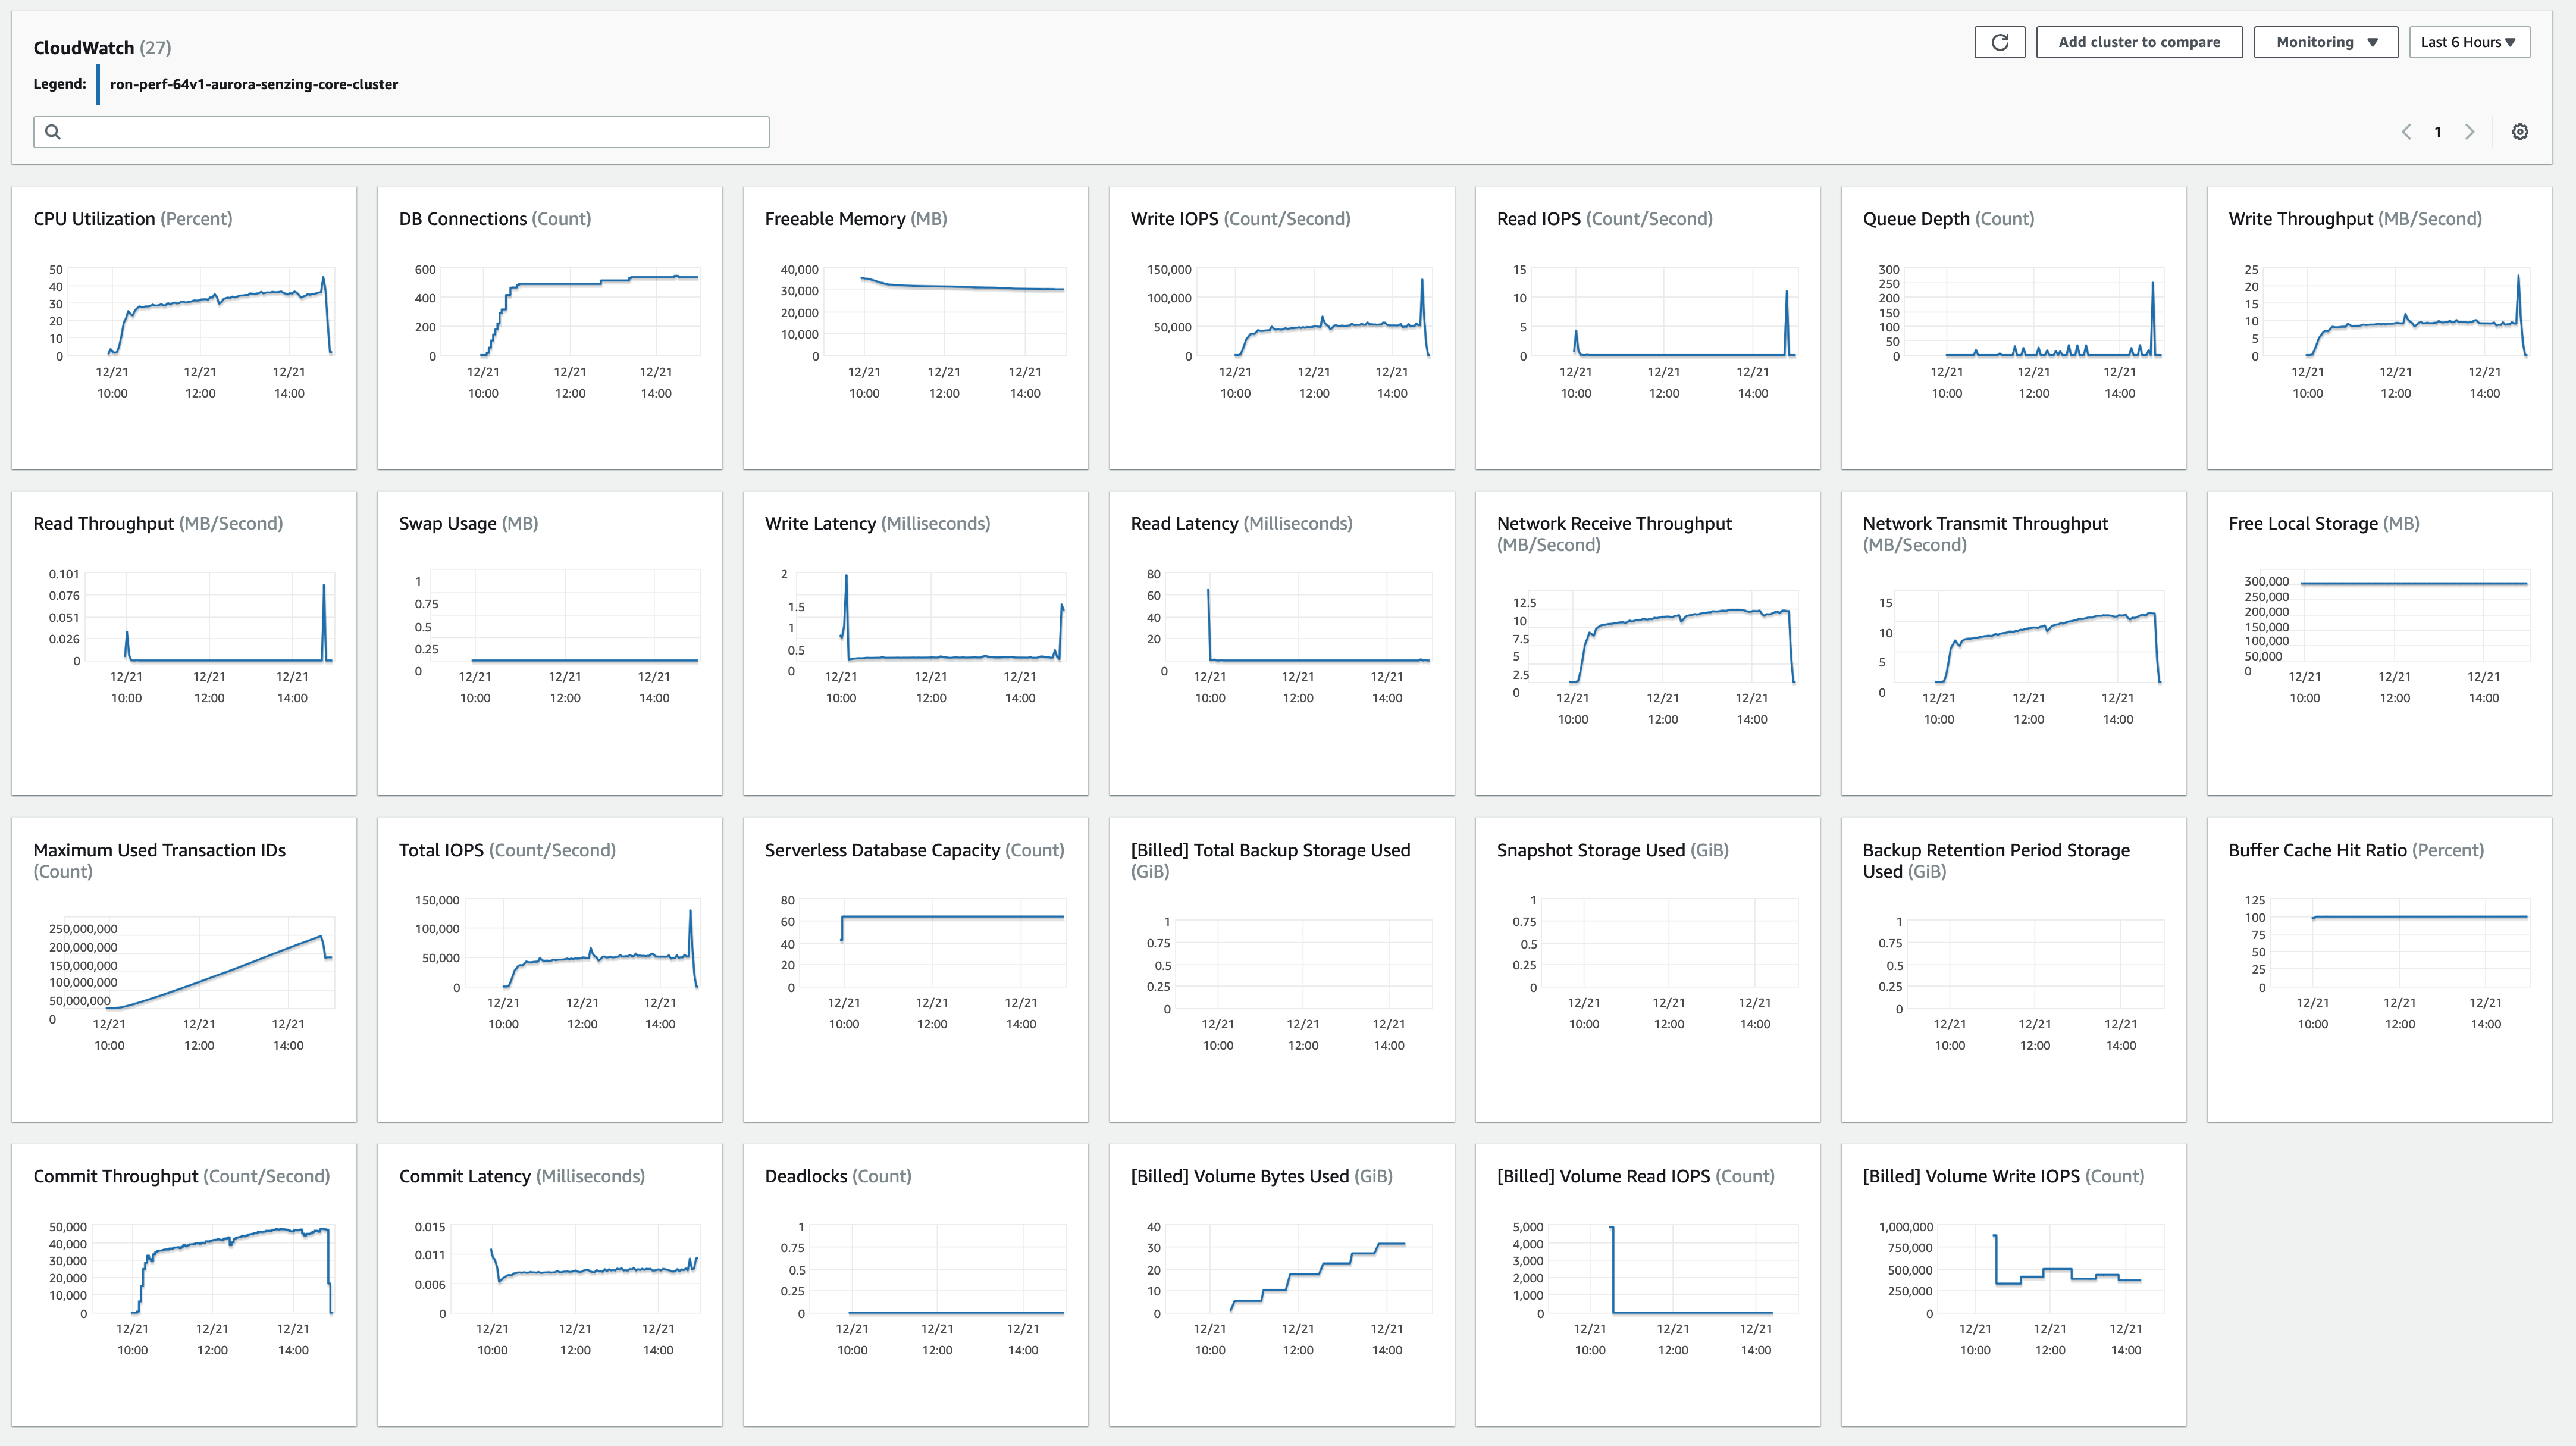 CloudWatch (27)
Add cluster to compare
Monitoring
Last 6 Hours
Legend:
ron-perf-64v1-aurora-senzing-core-cluster
1
CPU Utilization (Percent)
50
40
30
20
10
0
12/21 12/21 12/21
10:00 12:00 14:00
DB Connections (Count)
600
400
200
0
12/21 12/21 12/21
10:00 12:00 14:00
Freeable Memory (MB)
40,000
30,000
20,000
10,000
0
12/21 12/21 12/21
10:00 12:00 14:00
Write IOPS (Count/Second)
150,000
100,000
50,000
0
12/21 12/21 12/21
10:00 12:00 14:00
Read IOPS (Count/Second)
15
10
5
0
12/21 12/21 12/21
10:00 12:00 14:00
Queue Depth (Count)
300
250
200
150
100
50
0
12/21 12/21 12/21
10:00 12:00 14:00
Write Throughput (MB/Second)
25
20
15
10
5
0
12/21 12/21 12/21
10:00 12:00 14:00
Read Throughput (MB/Second)
0.101
0.076
0.051
0.026
0
12/21 12/21 12/21
10:00 12:00 14:00
Swap Usage (MB)
1
0.75
0.5
0.25
0
12/21 12/21 12/21
10:00 12:00 14:00
Write Latency (Milliseconds)
2
1.5
1
0.5
0
12/21 12/21 12/21
10:00 12:00 14:00
Read Latency (Milliseconds)
80
60
40
20
0
12/21 12/21 12/21
10:00 12:00 14:00
Network Receive Throughput
(MB/Second)
12.5
10
7.5
5
2.5
0
12/21 12/21 12/21
10:00 12:00 14:00
Network Transmit Throughput
(MB/Second)
15
10
5
0
12/21 12/21 12/21
10:00 12:00 14:00
Free Local Storage (MB)
300,000
250,000
200,000
150,000
100,000
50,000
0
12/21 12/21 12/21
10:00 12:00 14:00
Maximum Used Transaction IDs
(Count)
250,000,000
200,000,000
150,000,000
100,000,000
50,000,000
0
12/21 12/21 12/21
10:00 12:00 14:00
Total IOPS (Count/Second)
150,000
100,000
50,000
0
12/21 12/21 12/21
10:00 12:00 14:00
Serverless Database Capacity (Count)
80
60
40
20
0
12/21 12/21 12/21
10:00 12:00 14:00
[Billed] Total Backup Storage Used
(GiB)
1
0.75
0.5
0.25
0
12/21 12/21 12/21
10:00 12:00 14:00
Snapshot Storage Used (GiB)
1
0.75
0.5
0.25
0
12/21 12/21 12/21
10:00 12:00 14:00
Backup Retention Period Storage
Used (GiB)
1
0.75
0.5
0.25
0
12/21 12/21 12/21
10:00 12:00 14:00
Buffer Cache Hit Ratio (Percent)
125
100
75
50
25
0
12/21 12/21 12/21
10:00 12:00 14:00
Commit Throughput (Count/Second)
50,000
40,000
30,000
20,000
10,000
0
12/21 12/21 12/21
10:00 12:00 14:00
Commit Latency (Milliseconds)
0.015
0.011
0.006
0
12/21 12/21 12/21
10:00 12:00 14:00
Deadlocks (Count)
1
0.75
0.5
0.25
0
12/21 12/21 12/21
10:00 12:00 14:00
[Billed] Volume Bytes Used (GiB)
40
30
20
10
0
12/21 12/21 12/21
10:00 12:00 14:00
[Billed] Volume Read IOPS (Count)
5,000
4,000
3,000
2,000
1,000
0
12/21 12/21 12/21
10:00 12:00 14:00
[Billed] Volume Write IOPS (Count)
1,000,000
750,000
500,000
250,000
0
12/21 12/21 12/21
10:00 12:00 14:00